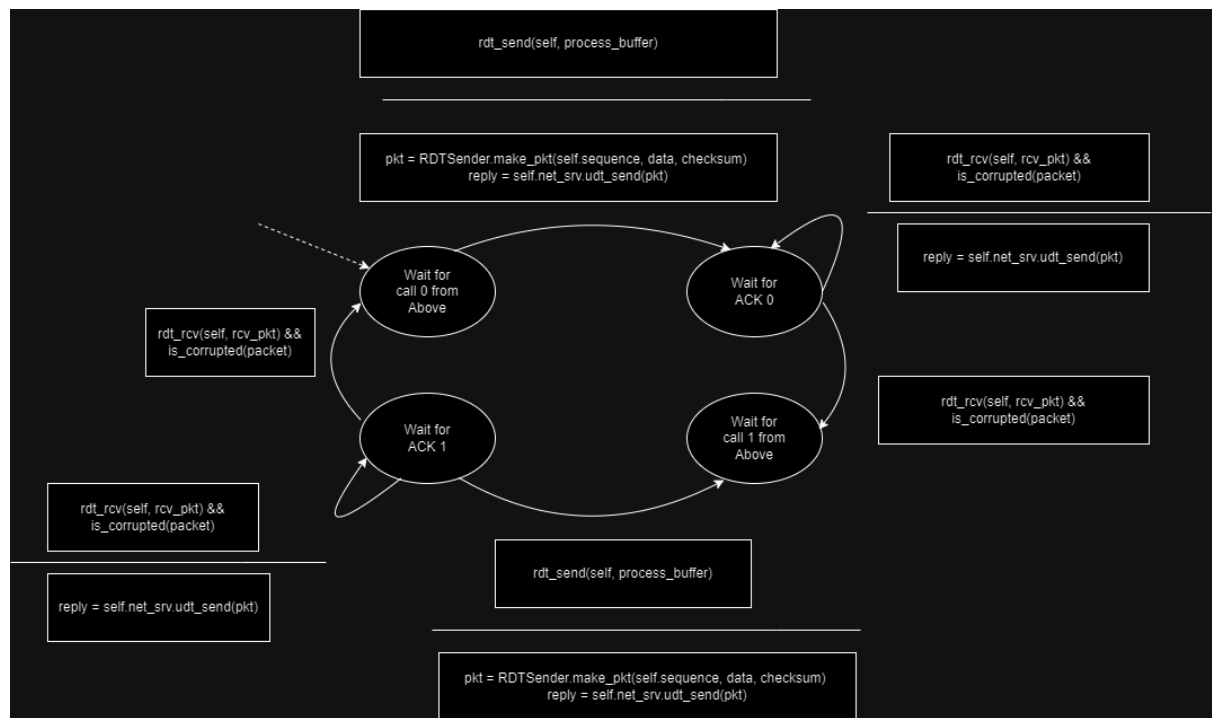 rdt_send(self, process_buffer)
pkt = RDTSender.make_pkt(self.sequence, data, checksum)
reply = self.net_srv.udt_send(pkt)
rdt_rcv(self, rcv_pkt) &&
is_corrupted(packet)
reply = self.net_srv.udt_send(pkt)
Wait for
call 0 from
Above
Wait for
ACK 0
rdt_rcv(self, rcv_pkt) &&
is_corrupted(packet)
rdt_rcv(self, rcv_pkt) &&
is_corrupted(packet)
Wait for
ACK 1
Wait for
call 1 from
Above
rdt_rcv(self, rcv_pkt) &&
is_corrupted(packet)
reply = self.net_srv.udt_send(pkt)
rdt_send(self, process_buffer)
pkt = RDTSender.make_pkt(self.sequence, data, checksum)
reply = self.net_srv.udt_send(pkt)